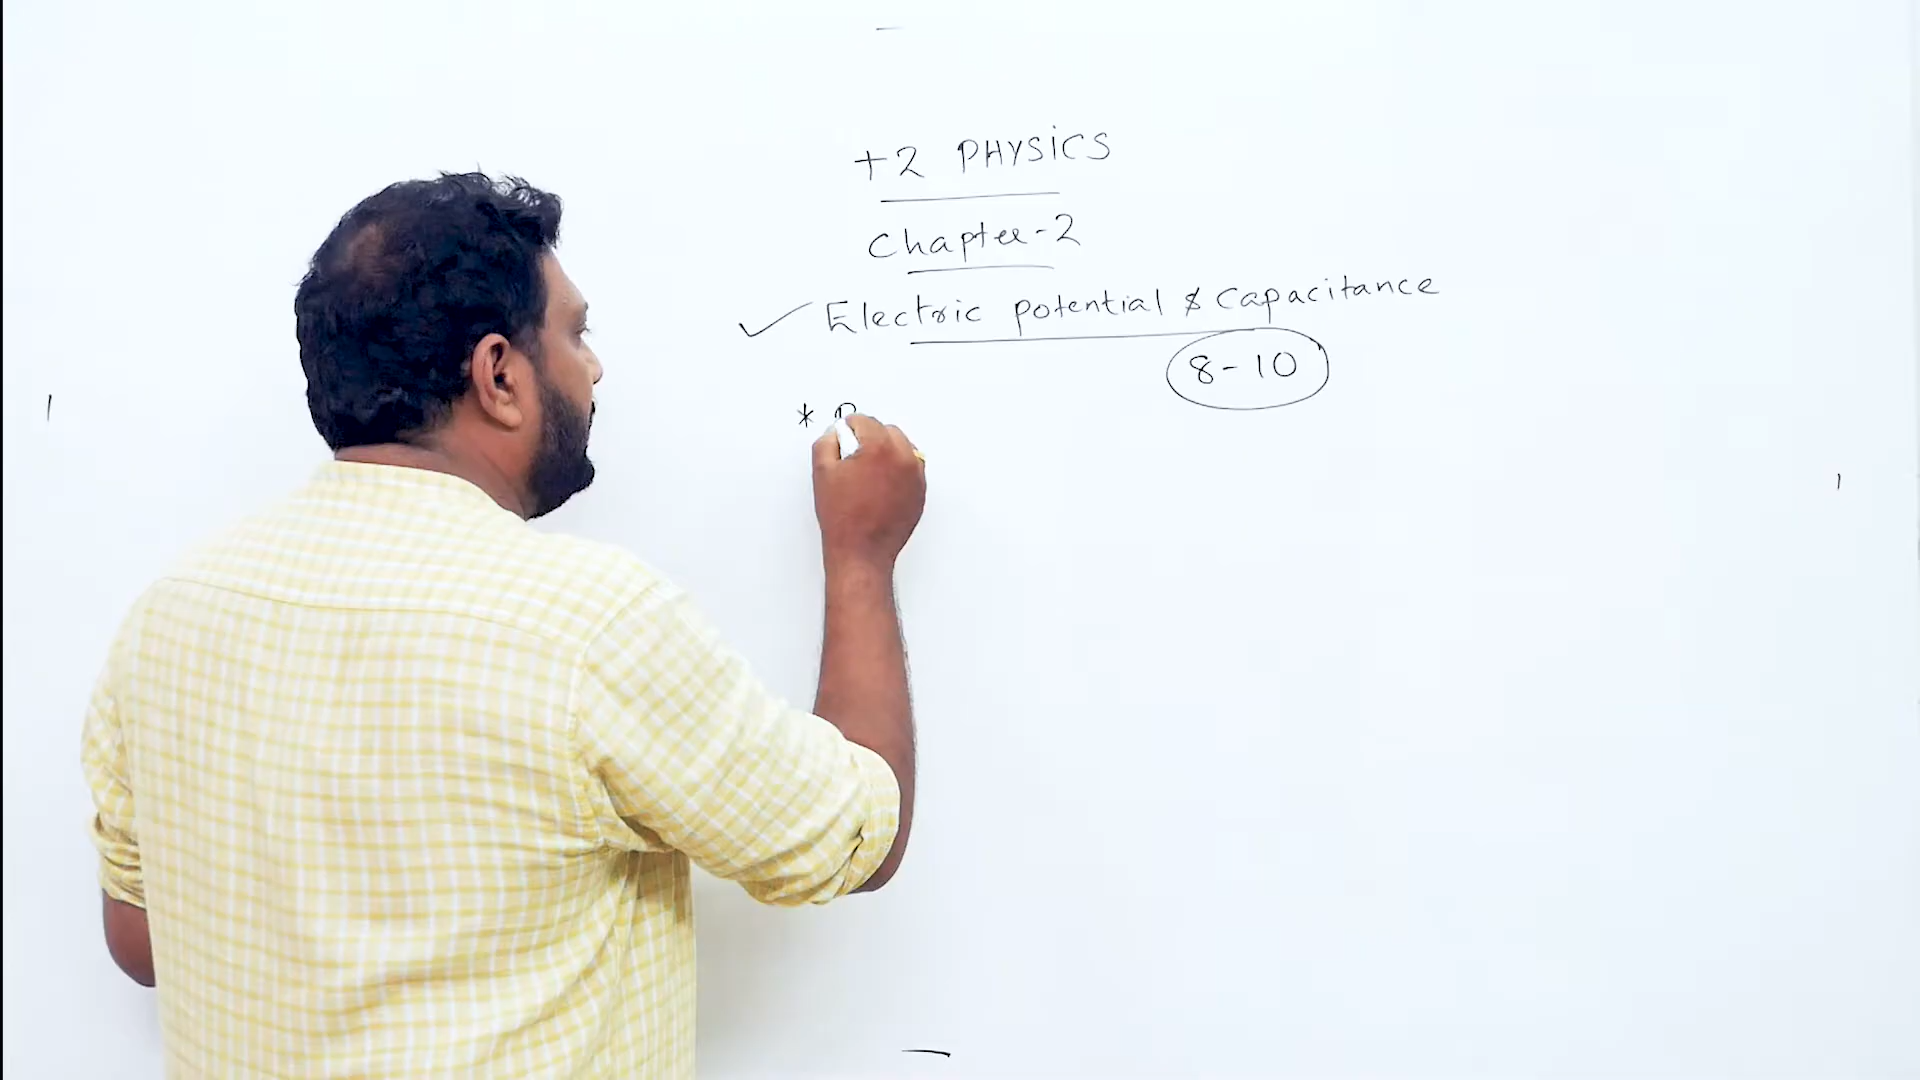 +2 PHYSICS
Chapter-2
✓ Electric potential & capacitance
8-10
*